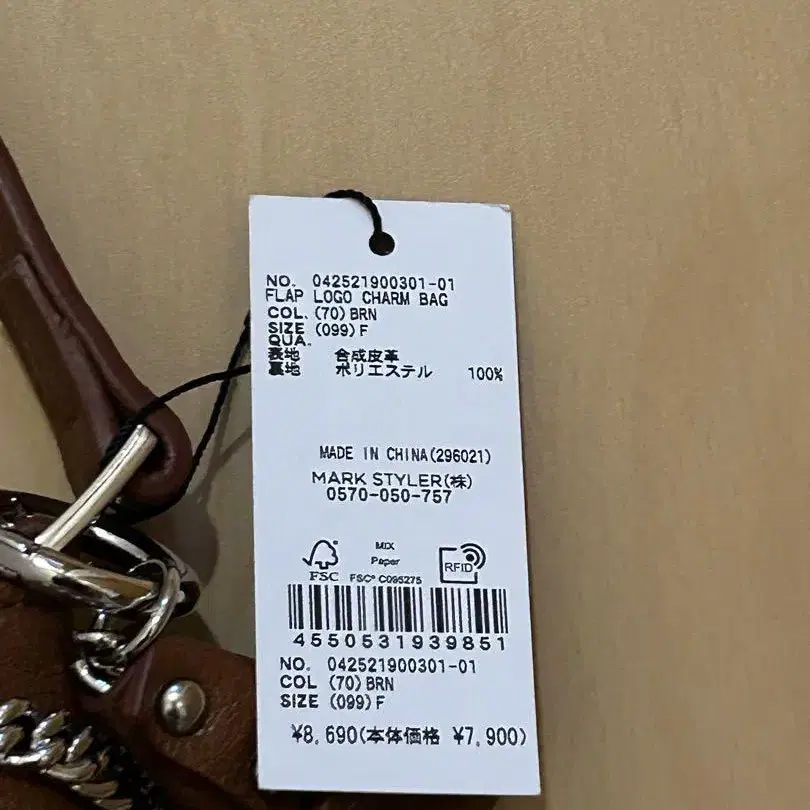 NO. 042521900301-01
FLAP LOGO CHARM BAG
COL. (70) BRN
SIZE (099) F
QUA.
表地 合成皮革
裏地 ポリエステル 100%
MADE IN CHINA(296021)
MARK STYLER(株)
0570-050-757
MIX
Paper
FSC FSC® C095275
RFID
4550531939851
NO. 042521900301-01
COL (70) BRN
SIZE (099) F
¥8,690(本体価格 ¥7,900)